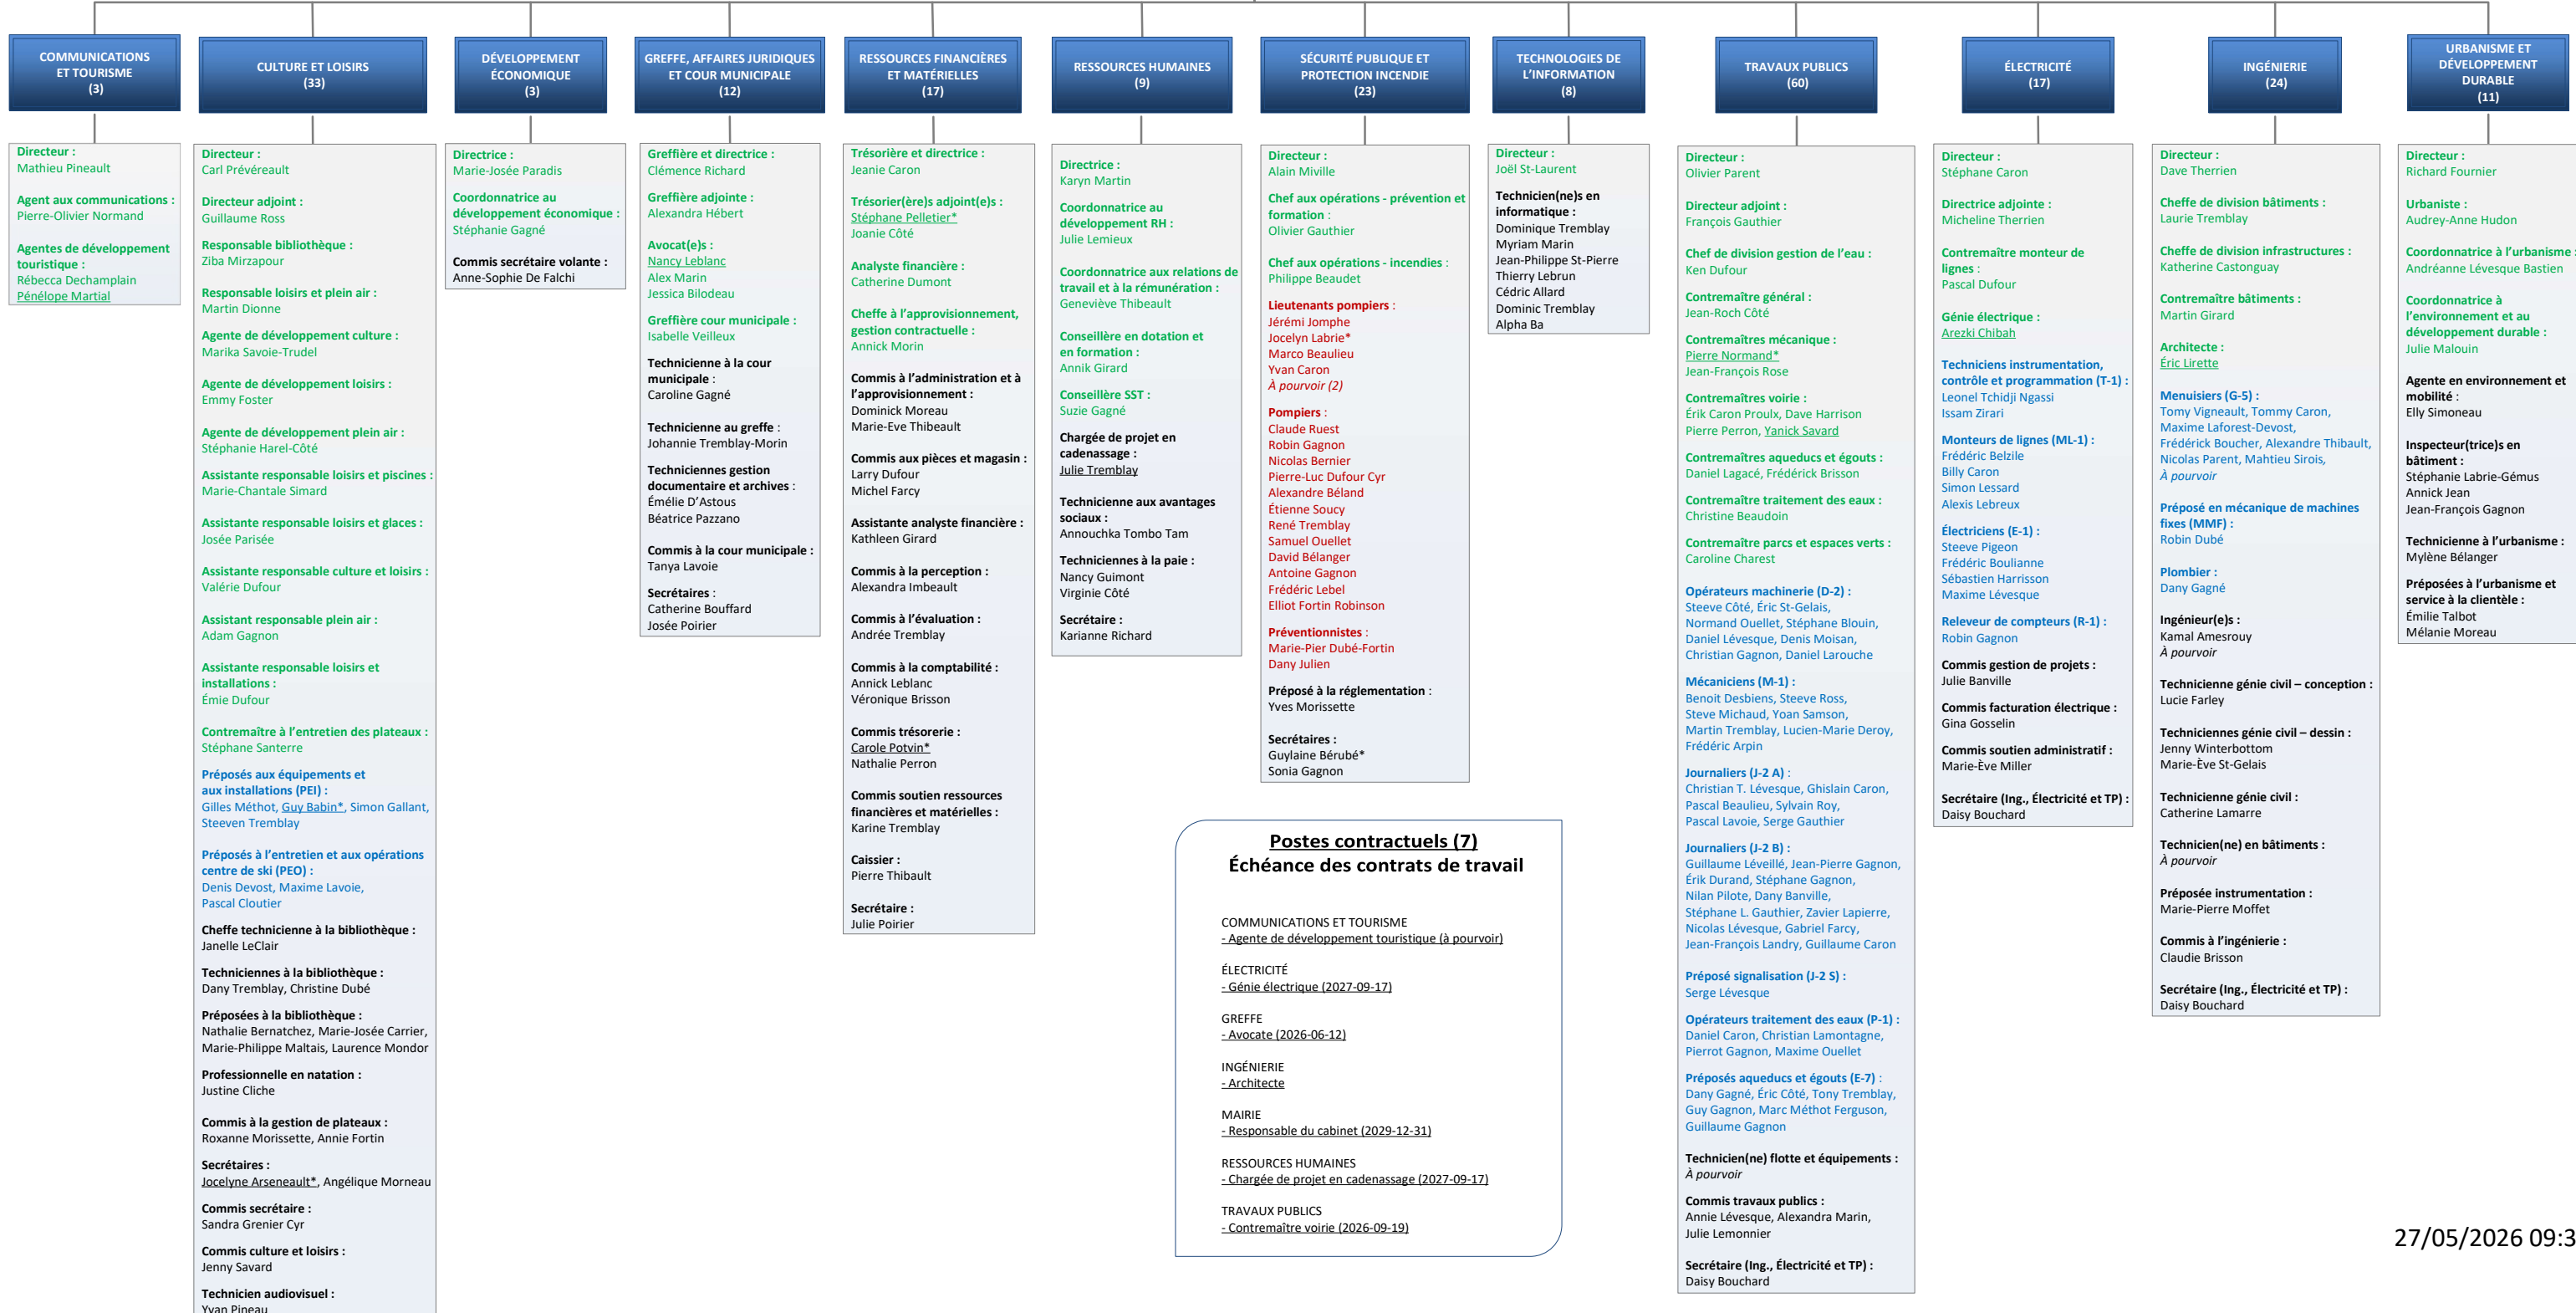 COMMUNICATIONS
ET TOURISME
(3)
Directeur :
Mathieu Pineault
Agent aux communications :
Pierre-Olivier Normand
Agentes de développement
touristique :
Rébecca Dechamplain
Pénélope Martial
CULTURE ET LOISIRS
(33)
Directeur :
Carl Prévéreault
Directeur adjoint :
Guillaume Ross
Responsable bibliothèque :
Ziba Mirzapour
Responsable loisirs et plein air :
Martin Dionne
Agente de développement culture :
Marika Savoie-Trudel
Agente de développement loisirs :
Emmy Foster
Agente de développement plein air :
Stéphanie Harel-Côté
Assistante responsable loisirs et piscines :
Marie-Chantale Simard
Assistante responsable loisirs et glaces :
Josée Parisée
Assistante responsable culture et loisirs :
Valérie Dufour
Assistant responsable plein air :
Adam Gagnon
Assistante responsable loisirs et
installations :
Émie Dufour
Contremaître à l'entretien des plateaux :
Stéphane Santerre
Préposés aux équipements et
aux installations (PEI) :
Gilles Méthot, Guy Babin*, Simon Gallant,
Steeven Tremblay
Préposés à l'entretien et aux opérations
centre de ski (PEO) :
Denis Devost, Maxime Lavoie,
Pascal Cloutier
Cheffe technicienne à la bibliothèque :
Janelle LeClair
Techniciennes à la bibliothèque :
Dany Tremblay, Christine Dubé
Préposées à la bibliothèque :
Nathalie Bernatchez, Marie-Josée Carrier,
Marie-Philippe Maltais, Laurence Mondor
Professionnelle en natation :
Justine Cliche
Commis à la gestion de plateaux :
Roxanne Morissette, Annie Fortin
Secrétaires :
Jocelyne Arseneault*, Angélique Morneau
Commis secrétaire :
Sandra Grenier Cyr
Commis culture et loisirs :
Jenny Savard
Technicien audiovisuel :
Yvan Pineau
DÉVELOPPEMENT
ÉCONOMIQUE
(3)
Directrice :
Marie-Josée Paradis
Coordonnatrice au
développement économique :
Stéphanie Gagné
Commis secrétaire volante :
Anne-Sophie De Falchi
GREFFE, AFFAIRES JURIDIQUES
ET COUR MUNICIPALE
(12)
Greffière et directrice :
Clémence Richard
Greffière adjointe :
Alexandra Hébert
Avocat(e)s :
Nancy Leblanc
Alex Marin
Jessica Bilodeau
Greffière cour municipale :
Isabelle Veilleux
Technicienne à la cour
municipale :
Caroline Gagné
Technicienne au greffe :
Johannie Tremblay-Morin
Techniciennes gestion
documentaire et archives :
Émélie D'Astous
Béatrice Pazzano
Commis à la cour municipale :
Tanya Lavoie
Secrétaires :
Catherine Bouffard
Josée Poirier
RESSOURCES FINANCIÈRES
ET MATÉRIELLES
(17)
Trésorière et directrice :
Jeanie Caron
Trésorier(ère)s adjoint(e)s :
Stéphane Pelletier*
Joanie Côté
Analyste financière :
Catherine Dumont
Cheffe à l'approvisionnement,
gestion contractuelle :
Annick Morin
Commis à l'administration et à
l'approvisionnement :
Dominick Moreau
Marie-Eve Thibeault
Commis aux pièces et magasin :
Larry Dufour
Michel Farcy
Assistante analyste financière :
Kathleen Girard
Commis à la perception :
Alexandra Imbeault
Commis à l'évaluation :
Andrée Tremblay
Commis à la comptabilité :
Annick Leblanc
Véronique Brisson
Commis trésorerie :
Carole Potvin*
Nathalie Perron
Commis soutien ressources
financières et matérielles :
Karine Tremblay
Caissier :
Pierre Thibault
Secrétaire :
Julie Poirier
RESSOURCES HUMAINES
(9)
Directrice :
Karyn Martin
Coordonnatrice au
développement RH :
Julie Lemieux
Coordonnatrice aux relations de
travail et à la rémunération :
Geneviève Thibeault
Conseillère en dotation et
en formation :
Annik Girard
Conseillère SST :
Suzie Gagné
Chargée de projet en
cadenassage :
Julie Tremblay
Technicienne aux avantages
sociaux :
Annouchka Tombo Tam
Techniciennes à la paie :
Nancy Guimont
Virginie Côté
Secrétaire :
Karianne Richard
SÉCURITÉ PUBLIQUE ET
PROTECTION INCENDIE
(23)
Directeur :
Alain Miville
Chef aux opérations - prévention et
formation :
Olivier Gauthier
Chef aux opérations - incendies :
Philippe Beaudet
Lieutenants pompiers :
Jérémi Jomphe
Jocelyn Labrie*
Marco Beaulieu
Yvan Caron
À pourvoir (2)
Pompiers :
Claude Ruest
Robin Gagnon
Nicolas Bernier
Pierre-Luc Dufour Cyr
Alexandre Béland
Étienne Soucy
René Tremblay
Samuel Ouellet
David Bélanger
Antoine Gagnon
Frédéric Lebel
Elliot Fortin Robinson
Préventionnistes :
Marie-Pier Dubé-Fortin
Dany Julien
Préposé à la réglementation :
Yves Morissette
Secrétaires :
Guylaine Bérubé*
Sonia Gagnon
TECHNOLOGIES DE
L'INFORMATION
(8)
Directeur :
Joël St-Laurent
Technicien(ne)s en
informatique :
Dominique Tremblay
Myriam Marin
Jean-Philippe St-Pierre
Thierry Lebrun
Cédric Allard
Dominic Tremblay
Alpha Ba
TRAVAUX PUBLICS
(60)
Directeur :
Olivier Parent
Directeur adjoint :
François Gauthier
Chef de division gestion de l'eau :
Ken Dufour
Contremaître général :
Jean-Roch Côté
Contremaîtres mécanique :
Pierre Normand*
Jean-François Rose
Contremaîtres voirie :
Érik Caron Proulx, Dave Harrison
Pierre Perron, Yanick Savard
Contremaîtres aqueducs et égouts :
Daniel Lagacé, Frédérick Brisson
Contremaître traitement des eaux :
Christine Beaudoin
Contremaître parcs et espaces verts :
Caroline Charest
Opérateurs machinerie (D-2) :
Steeve Côté, Éric St-Gelais,
Normand Ouellet, Stéphane Blouin,
Daniel Lévesque, Denis Moisan,
Christian Gagnon, Daniel Larouche
Mécaniciens (M-1) :
Benoit Desbiens, Steeve Ross,
Steve Michaud, Yoan Samson,
Martin Tremblay, Lucien-Marie Deroy,
Frédéric Arpin
Journaliers (J-2 A) :
Christian T. Lévesque, Ghislain Caron,
Pascal Beaulieu, Sylvain Roy,
Pascal Lavoie, Serge Gauthier
Journaliers (J-2 B) :
Guillaume Léveillé, Jean-Pierre Gagnon,
Érik Durand, Stéphane Gagnon,
Nilan Pilote, Dany Banville,
Stéphane L. Gauthier, Zavier Lapierre,
Nicolas Lévesque, Gabriel Farcy,
Jean-François Landry, Guillaume Caron
Préposé signalisation (J-2 S) :
Serge Lévesque
Opérateurs traitement des eaux (P-1) :
Daniel Caron, Christian Lamontagne,
Pierrot Gagnon, Maxime Ouellet
Préposés aqueducs et égouts (E-7) :
Dany Gagné, Éric Côté, Tony Tremblay,
Guy Gagnon, Marc Méthot Ferguson,
Guillaume Gagnon
Technicien(ne) flotte et équipements :
À pourvoir
Commis travaux publics :
Annie Lévesque, Alexandra Marin,
Julie Lemonnier
Secrétaire (Ing., Électricité et TP) :
Daisy Bouchard
ÉLECTRICITÉ
(17)
Directeur :
Stéphane Caron
Directrice adjointe :
Micheline Therrien
Contremaître monteur de
lignes :
Pascal Dufour
Génie électrique :
Arezki Chibah
Techniciens instrumentation,
contrôle et programmation (T-1) :
Leonel Tchidji Ngassi
Issam Zirari
Monteurs de lignes (ML-1) :
Frédéric Belzile
Billy Caron
Simon Lessard
Alexis Lebreux
Électriciens (E-1) :
Steeve Pigeon
Frédéric Boulianne
Sébastien Harrisson
Maxime Lévesque
Releveur de compteurs (R-1) :
Robin Gagnon
Commis gestion de projets :
Julie Banville
Commis facturation électrique :
Gina Gosselin
Commis soutien administratif :
Marie-Ève Miller
Secrétaire (Ing., Électricité et TP) :
Daisy Bouchard
INGÉNIERIE
(24)
Directeur :
Dave Therrien
Cheffe de division bâtiments :
Laurie Tremblay
Cheffe de division infrastructures :
Katherine Castonguay
Contremaître bâtiments :
Martin Girard
Architecte :
Éric Lirette
Menuisiers (G-5) :
Tomy Vigneault, Tommy Caron,
Maxime Laforest-Devost,
Frédérick Boucher, Alexandre Thibault,
Nicolas Parent, Mahtieu Sirois,
À pourvoir
Préposé en mécanique de machines
fixes (MMF) :
Robin Dubé
Plombier :
Dany Gagné
Ingénieur(e)s :
Kamal Amesrouy
À pourvoir
Technicienne génie civil – conception :
Lucie Farley
Techniciennes génie civil – dessin :
Jenny Winterbottom
Marie-Ève St-Gelais
Technicienne génie civil :
Catherine Lamarre
Technicien(ne) en bâtiments :
À pourvoir
Préposée instrumentation :
Marie-Pierre Moffet
Commis à l'ingénierie :
Claudie Brisson
Secrétaire (Ing., Électricité et TP) :
Daisy Bouchard
URBANISME ET
DÉVELOPPEMENT
DURABLE
(11)
Directeur :
Richard Fournier
Urbaniste :
Audrey-Anne Hudon
Coordonnatrice à l'urbanisme :
Andréanne Lévesque Bastien
Coordonnatrice à
l'environnement et au
développement durable :
Julie Malouin
Agente en environnement et
mobilité :
Elly Simoneau
Inspecteur(trice)s en
bâtiment :
Stéphanie Labrie-Gémus
Annick Jean
Jean-François Gagnon
Technicienne à l'urbanisme :
Mylène Bélanger
Préposées à l'urbanisme et
service à la clientèle :
Émilie Talbot
Mélanie Moreau
Postes contractuels (7)
Échéance des contrats de travail
COMMUNICATIONS ET TOURISME
- Agente de développement touristique (à pourvoir)
ÉLECTRICITÉ
- Génie électrique (2027-09-17)
GREFFE
- Avocate (2026-06-12)
INGÉNIERIE
- Architecte
MAIRIE
- Responsable du cabinet (2029-12-31)
RESSOURCES HUMAINES
- Chargée de projet en cadenassage (2027-09-17)
TRAVAUX PUBLICS
- Contremaître voirie (2026-09-19)
27/05/2026 09:3